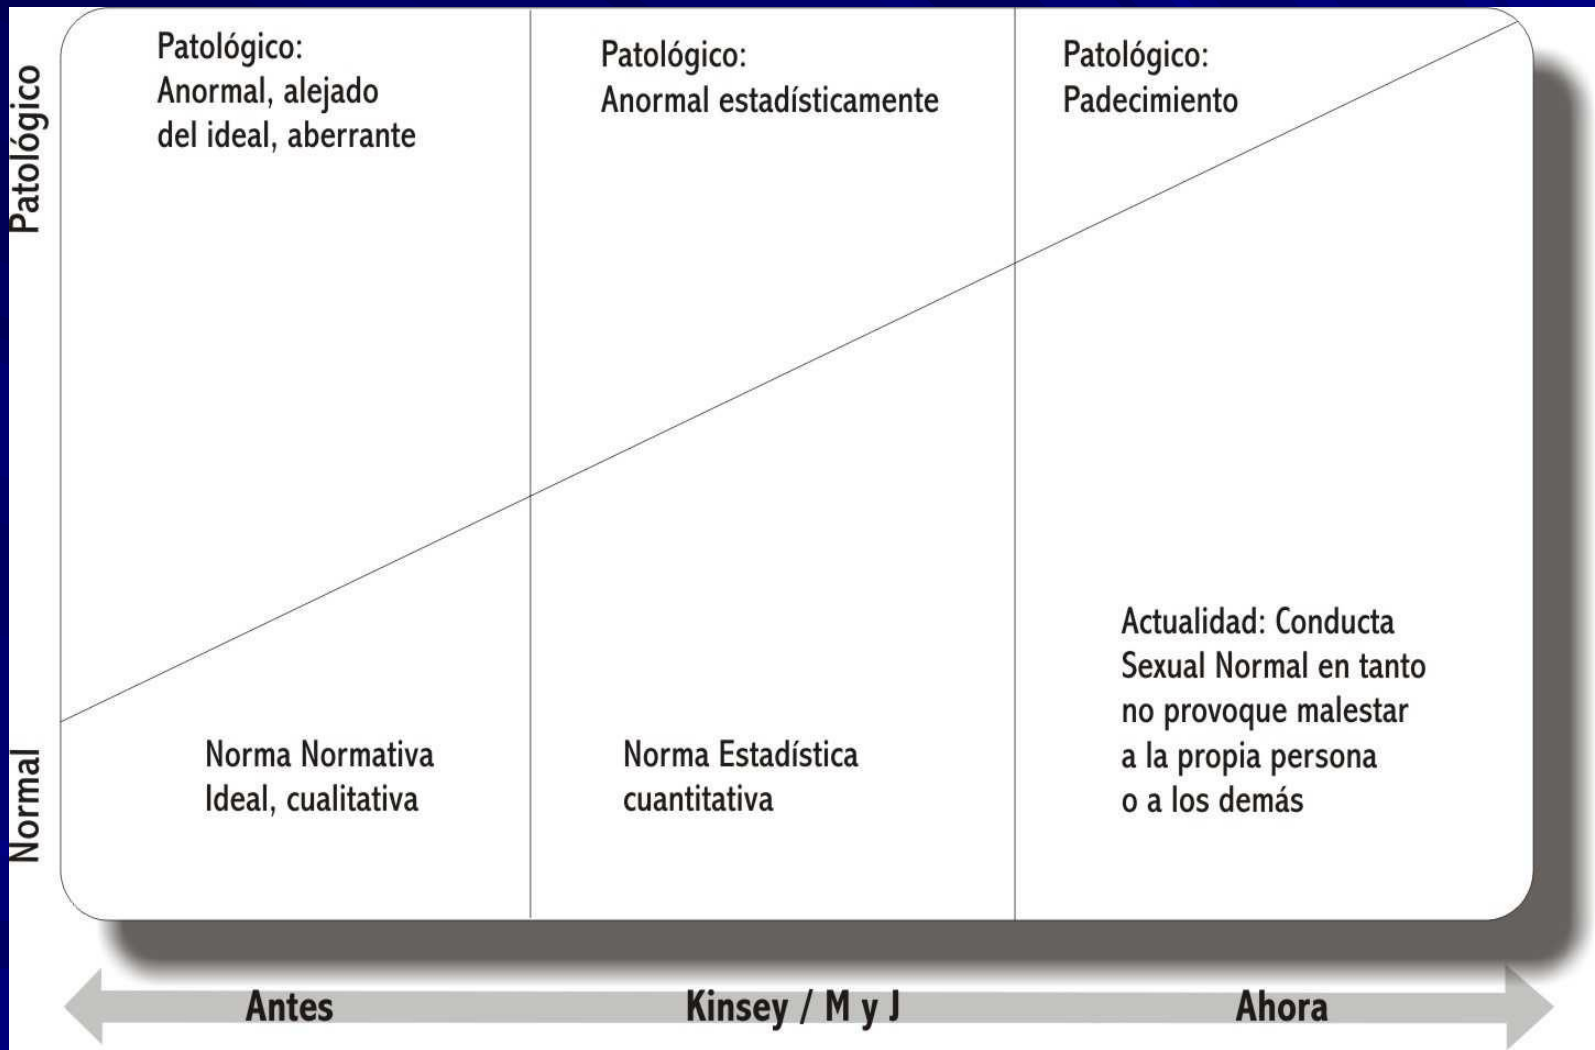 Patológico
Patológico:
Anormal, alejado
del ideal, aberrante
Patológico:
Anormal estadísticamente
Patológico:
Padecimiento
Normal
Norma Normativa
Ideal, cualitativa
Norma Estadística
cuantitativa
Actualidad: Conducta
Sexual Normal en tanto
no provoque malestar
a la propia persona
o a los demás
Antes
Kinsey / M y J
Ahora